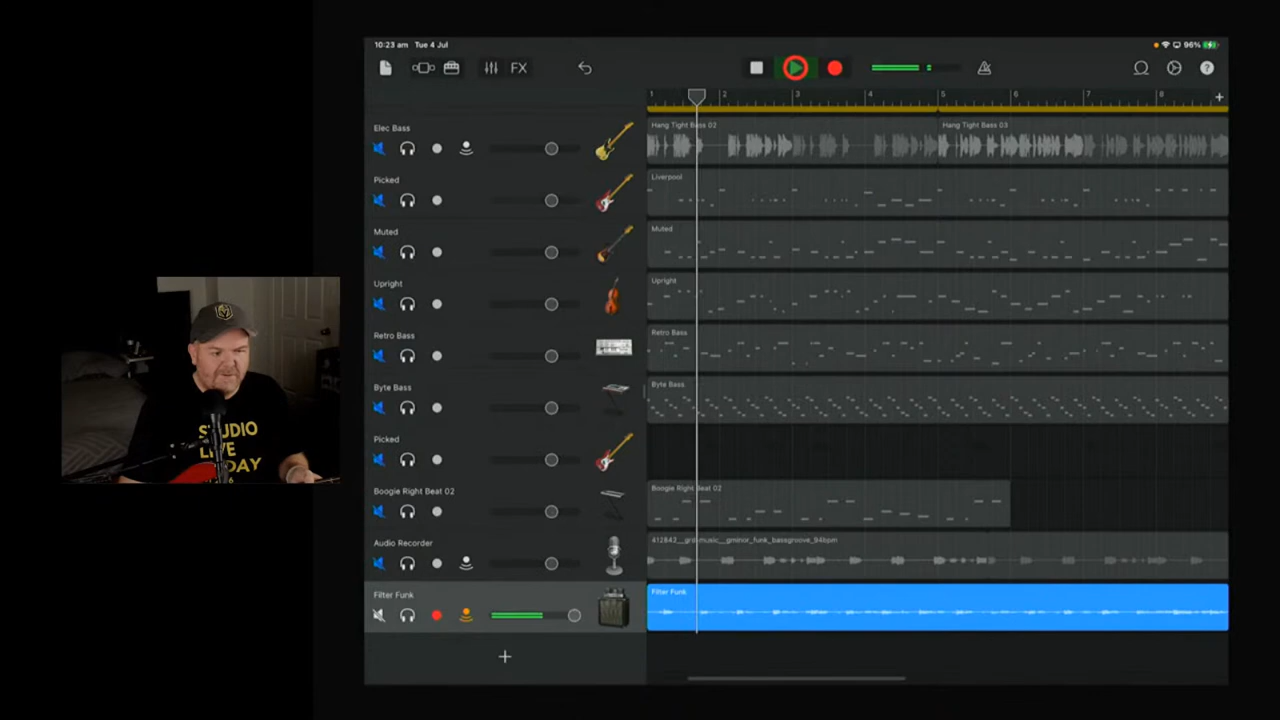 10:23 am Tue 4 Jul
96%
FX
?
1 2 3 4 5 6 7 8 +
Elec Bass
Hang Tight Bass 02
Hang Tight Bass 03
Picked
Liverpool
Muted
Muted
Upright
Upright
Retro Bass
Retro Bass
Byte Bass
Byte Bass
Picked
Boogie Right Beat 02
Boogie Right Beat 02
Audio Recorder
Filter Funk
Filter Funk
+
STUDIO
LIVE